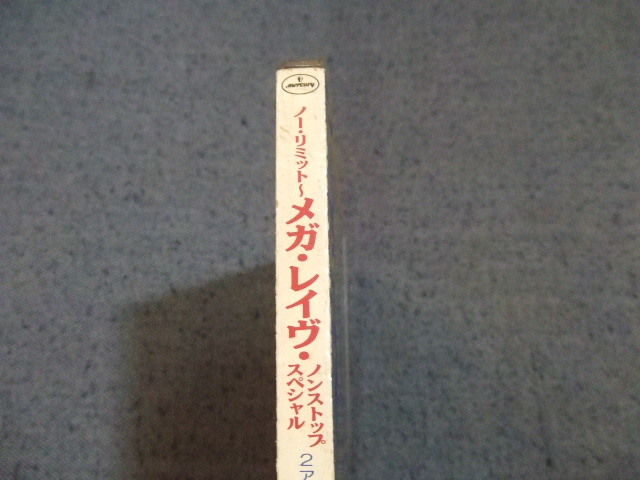 mercury
ノー・リミット〜
メガ・レイヴ・
ノンストップ
スペシャル
2ア